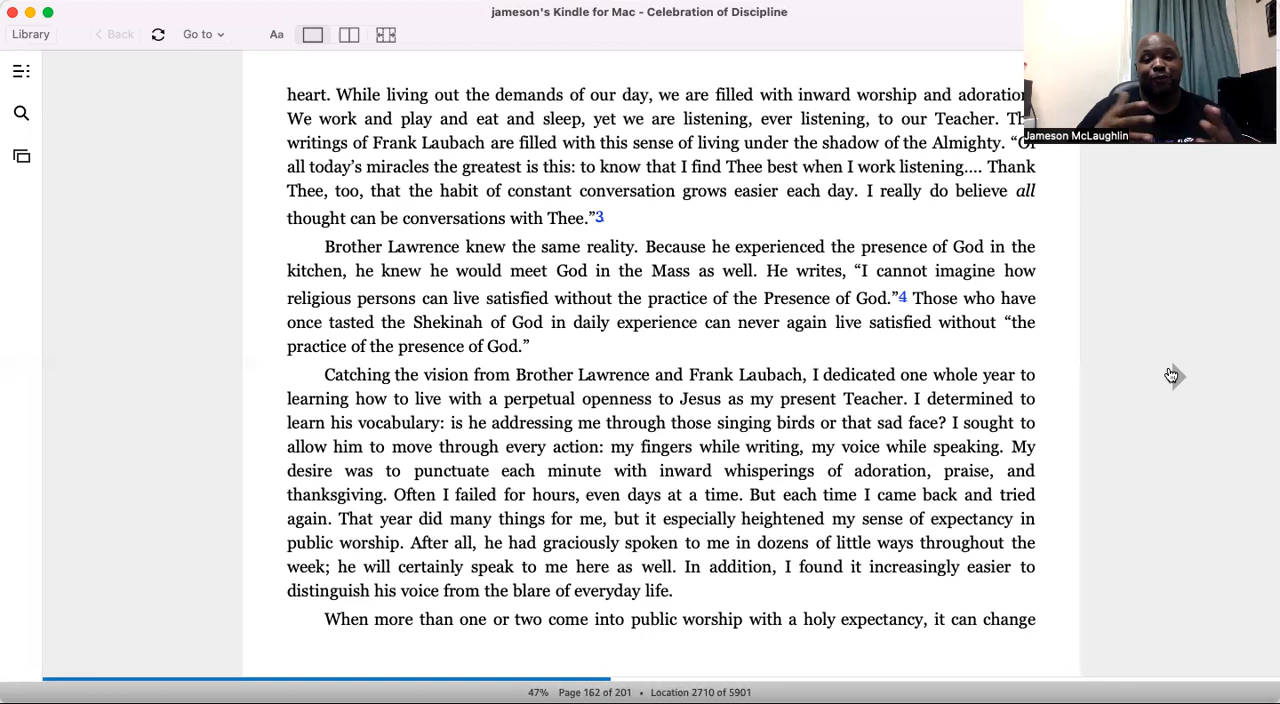 jameson's Kindle for Mac - Celebration of Discipline
Library
Back
Go to
Aa
heart. While living out the demands of our day, we are filled with inward worship and adoration
We work and play and eat and sleep, yet we are listening, ever listening, to our Teacher. Th
writings of Frank Laubach are filled with this sense of living under the shadow of the Almighty. “Of
all today’s miracles the greatest is this: to know that I find Thee best when I work listening.... Thank
Thee, too, that the habit of constant conversation grows easier each day. I really do believe all
thought can be conversations with Thee.”3
Brother Lawrence knew the same reality. Because he experienced the presence of God in the
kitchen, he knew he would meet God in the Mass as well. He writes, “I cannot imagine how
religious persons can live satisfied without the practice of the Presence of God.”4 Those who have
once tasted the Shekinah of God in daily experience can never again live satisfied without “the
practice of the presence of God.”
Catching the vision from Brother Lawrence and Frank Laubach, I dedicated one whole year to
learning how to live with a perpetual openness to Jesus as my present Teacher. I determined to
learn his vocabulary: is he addressing me through those singing birds or that sad face? I sought to
allow him to move through every action: my fingers while writing, my voice while speaking. My
desire was to punctuate each minute with inward whisperings of adoration, praise, and
thanksgiving. Often I failed for hours, even days at a time. But each time I came back and tried
again. That year did many things for me, but it especially heightened my sense of expectancy in
public worship. After all, he had graciously spoken to me in dozens of little ways throughout the
week; he will certainly speak to me here as well. In addition, I found it increasingly easier to
distinguish his voice from the blare of everyday life.
When more than one or two come into public worship with a holy expectancy, it can change
Jameson McLaughlin
47% Page 162 of 201 • Location 2710 of 5901